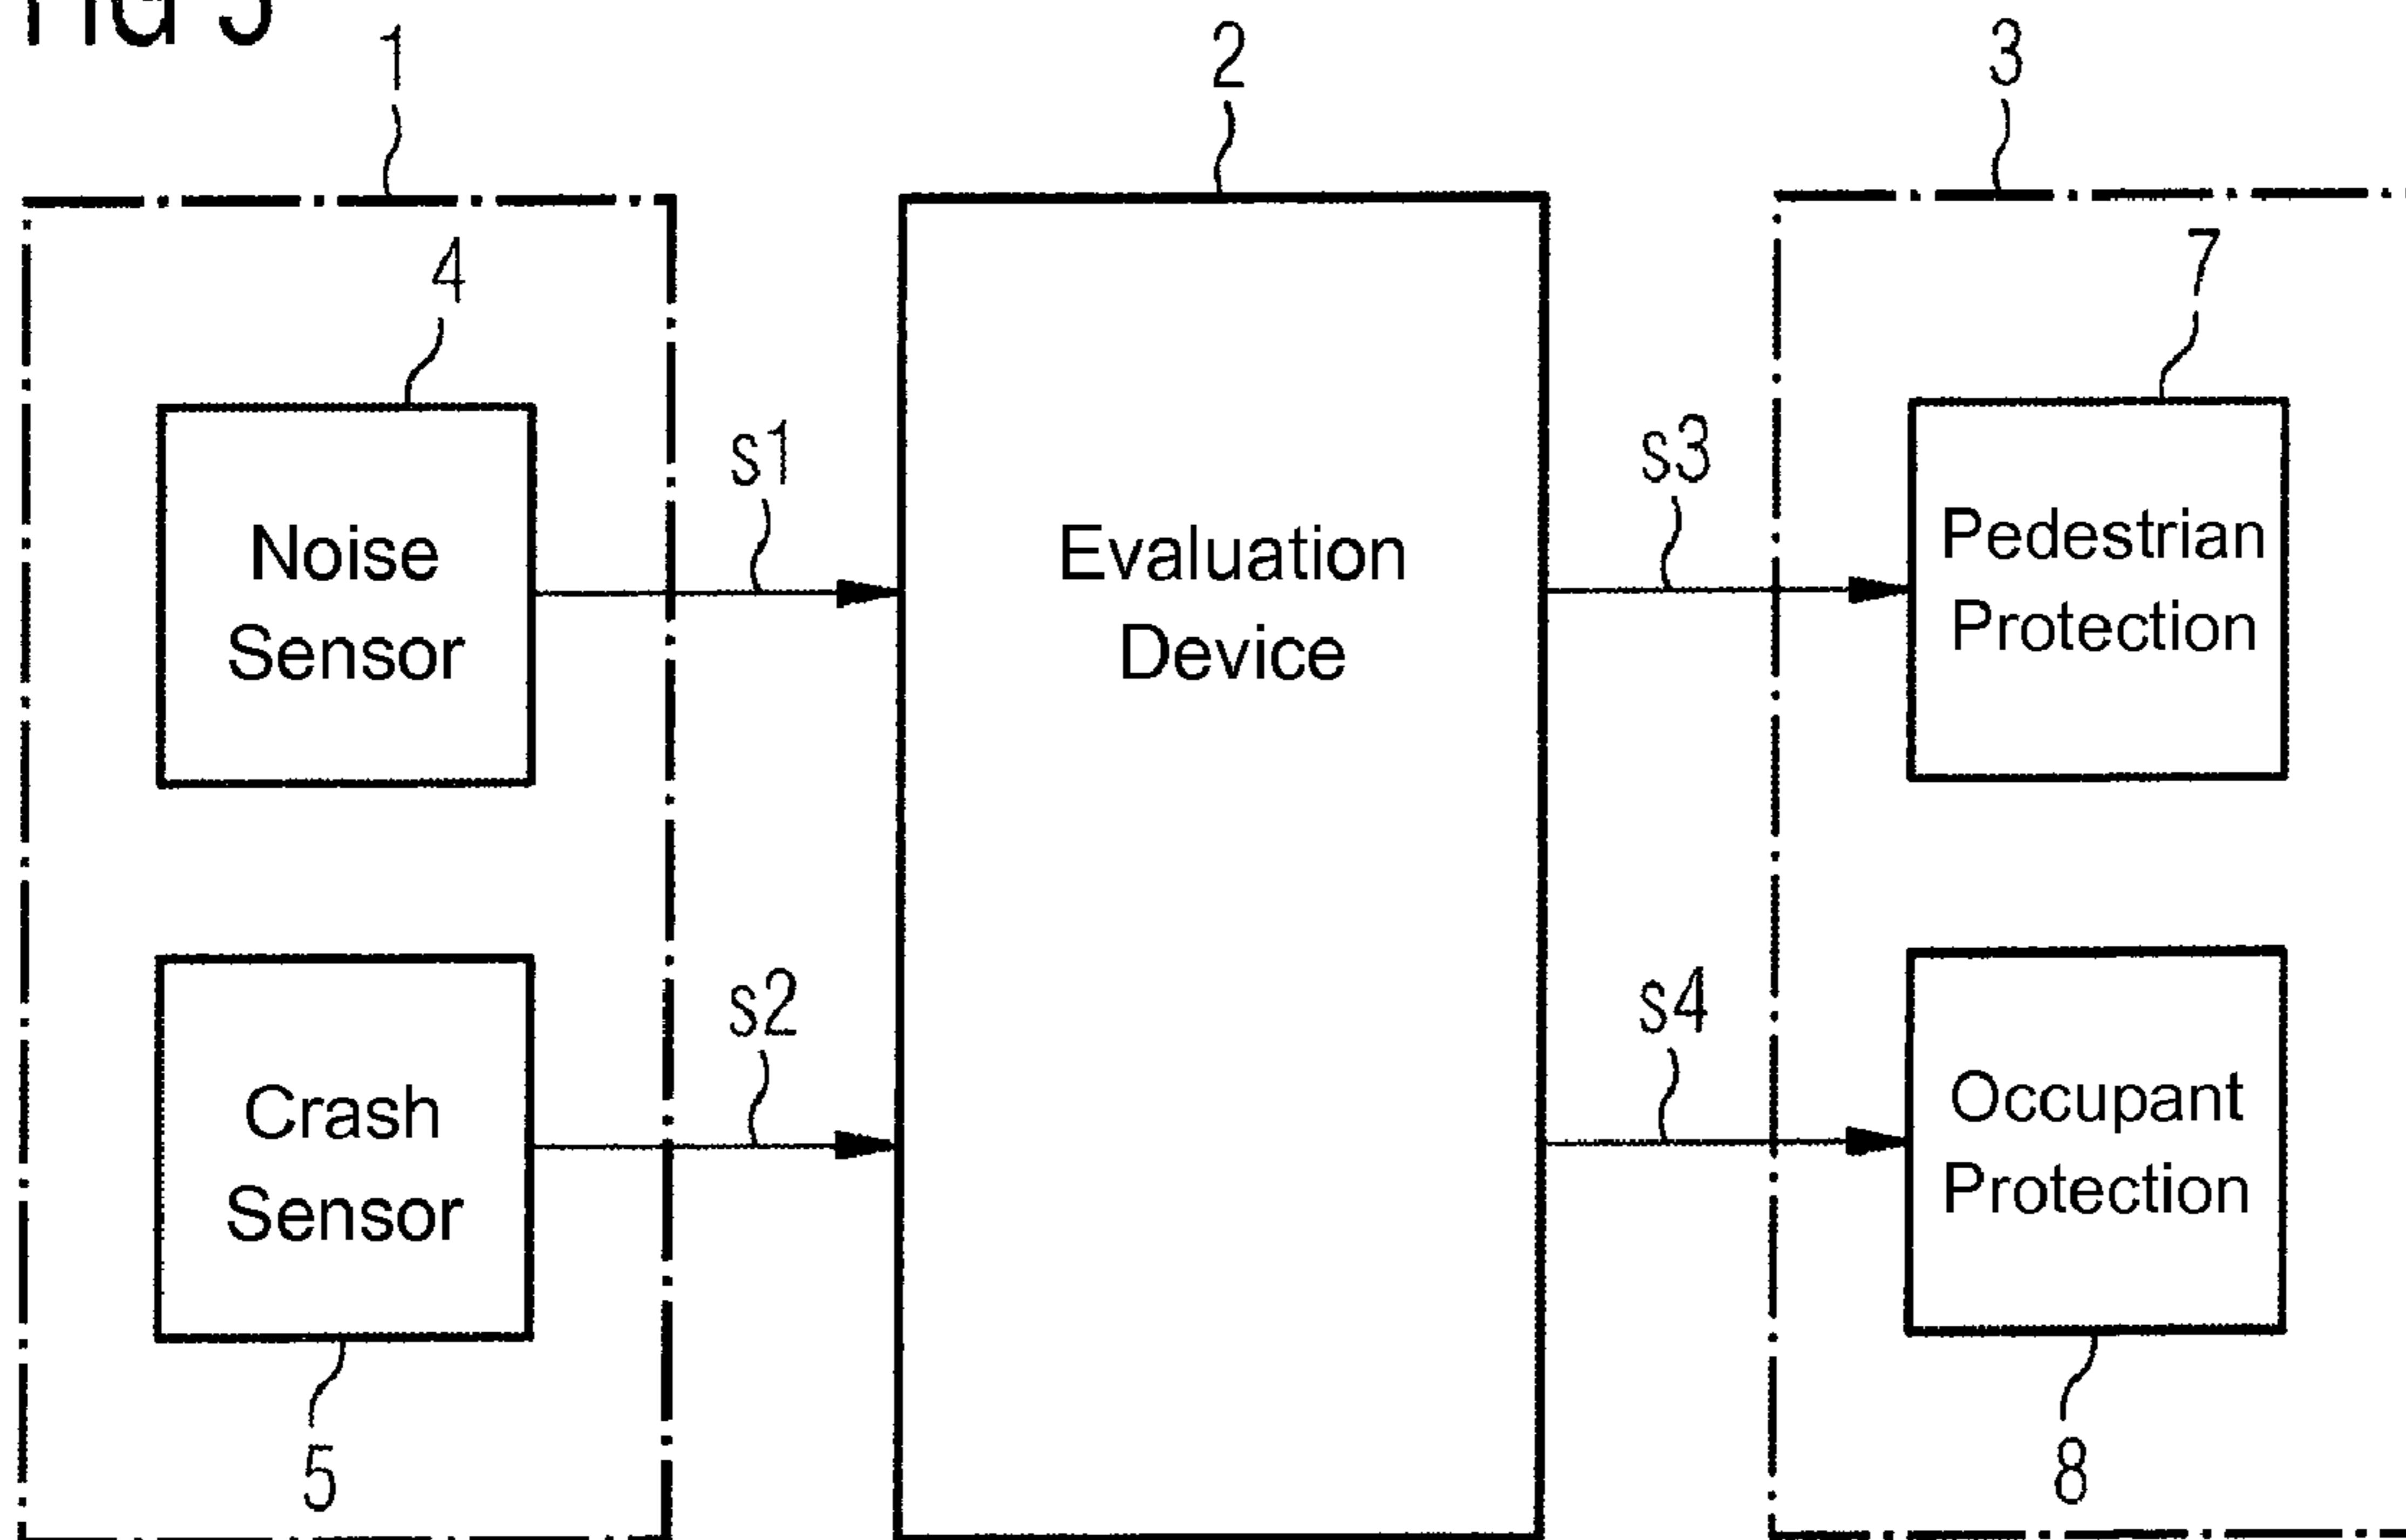 1
2
3
4
7
Noise
Sensor
s1
Evaluation
Device
s3
Pedestrian
Protection
Crash
Sensor
s2
s4
Occupant
Protection
5
8